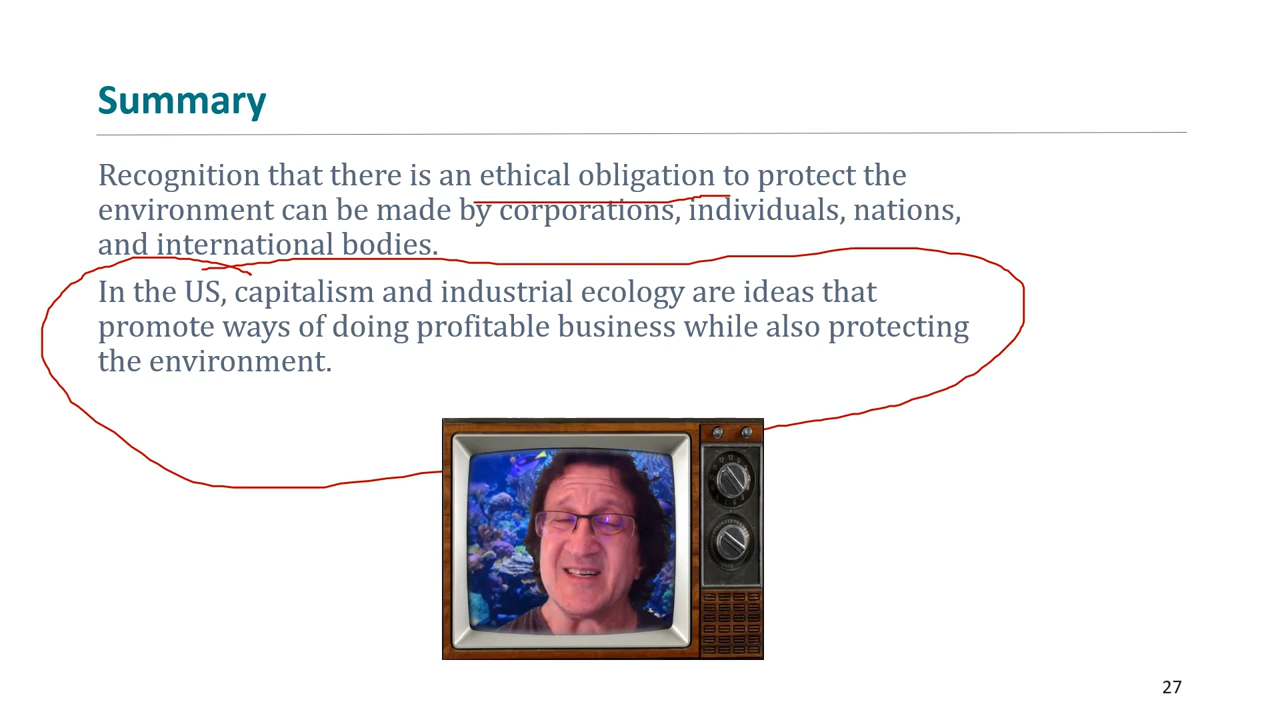 Summary
Recognition that there is an ethical obligation to protect the
environment can be made by corporations, individuals, nations,
and international bodies.
In the US, capitalism and industrial ecology are ideas that
promote ways of doing profitable business while also protecting
the environment.
27